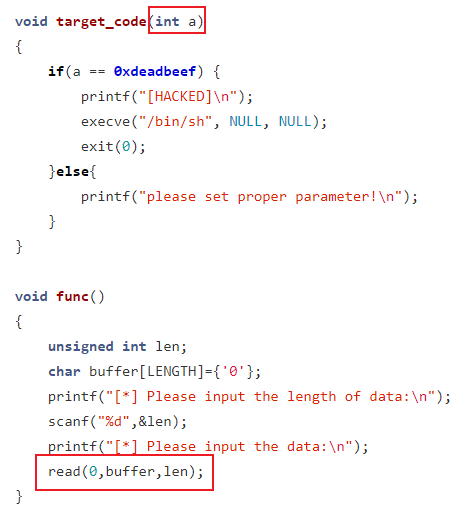 void target_code(int a)
{
    if(a == 0xdeadbeef) {
        printf("[HACKED]\n");
        execve("/bin/sh", NULL, NULL);
        exit(0);
    }else{
        printf("please set proper parameter!\n");
    }
}

void func()
{
    unsigned int len;
    char buffer[LENGTH]={'0'};
    printf("[*] Please input the length of data:\n");
    scanf("%d",&len);
    printf("[*] Please input the data:\n");
    read(0,buffer,len);
}